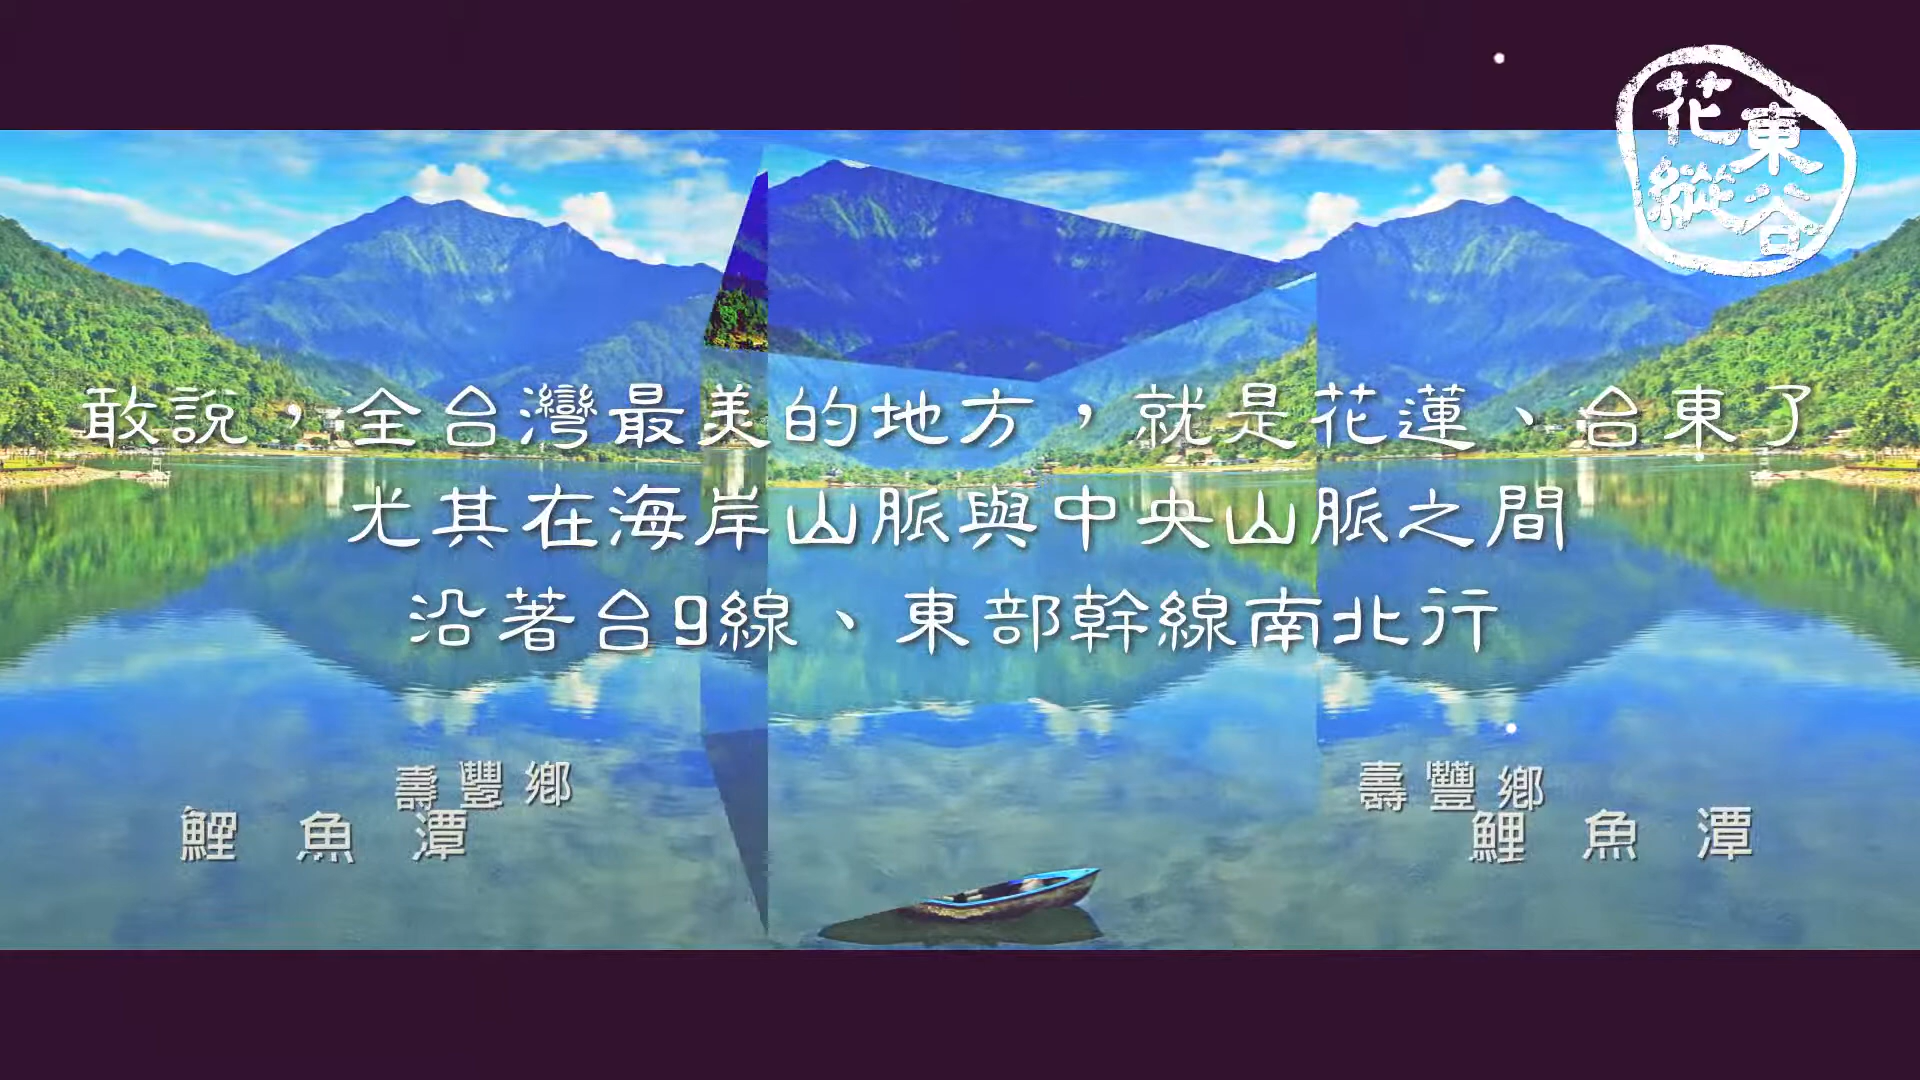 花東
縱谷
敢說，全台灣最美的地方，就是花蓮、台東了
尤其在海岸山脈與中央山脈之間
沿著台9線、東部幹線南北行
壽豐鄉
鯉魚潭
壽豐鄉
鯉魚潭